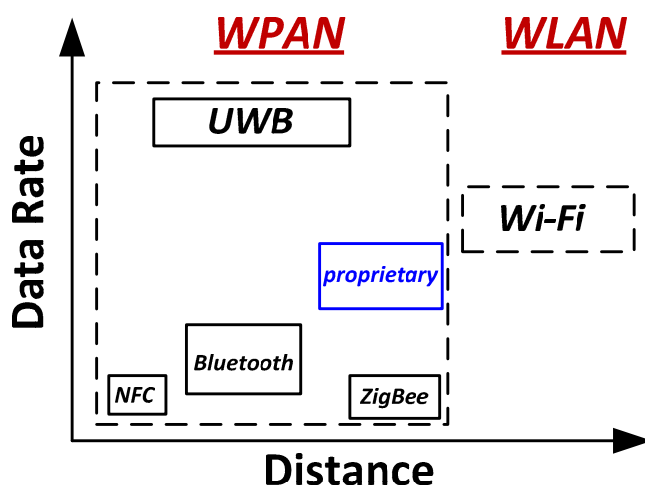 WPAN
WLAN
UWB
Wi-Fi
proprietary
Bluetooth
NFC
ZigBee
Data Rate
Distance